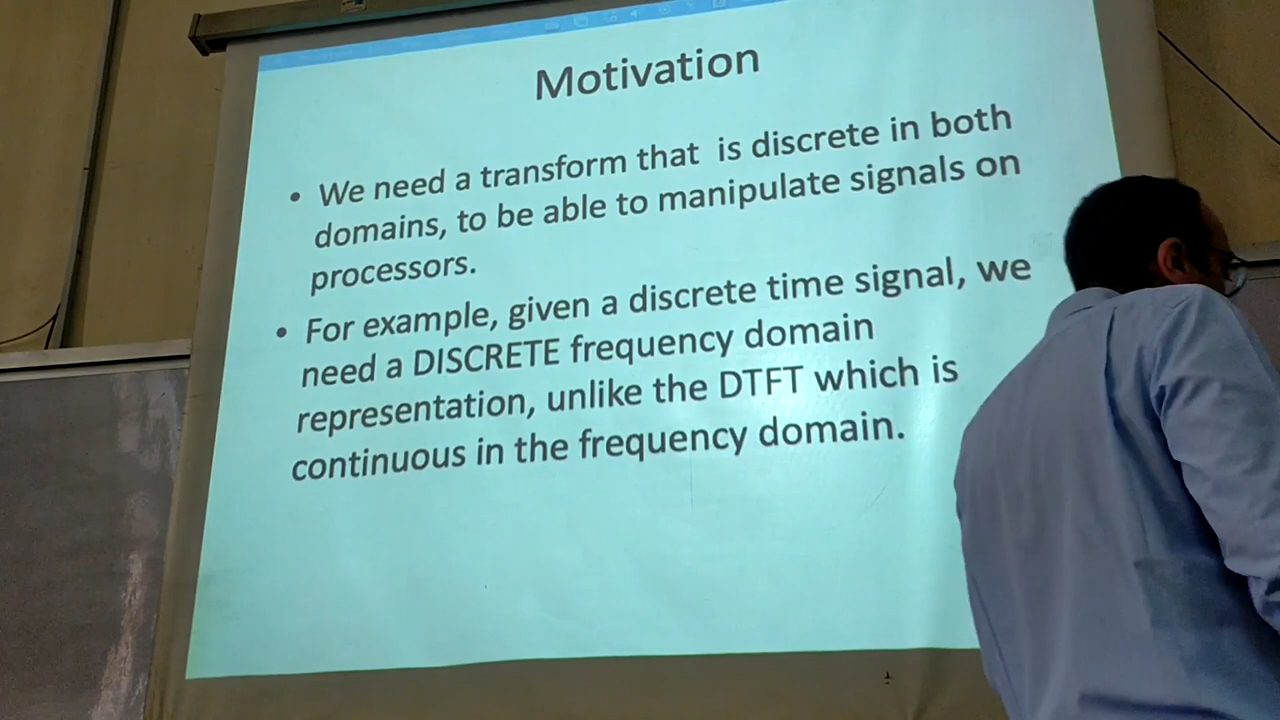 Motivation
• We need a transform that is discrete in both
domains, to be able to manipulate signals on
processors.
• For example, given a discrete time signal, we
need a DISCRETE frequency domain
representation, unlike the DTFT which is
continuous in the frequency domain.